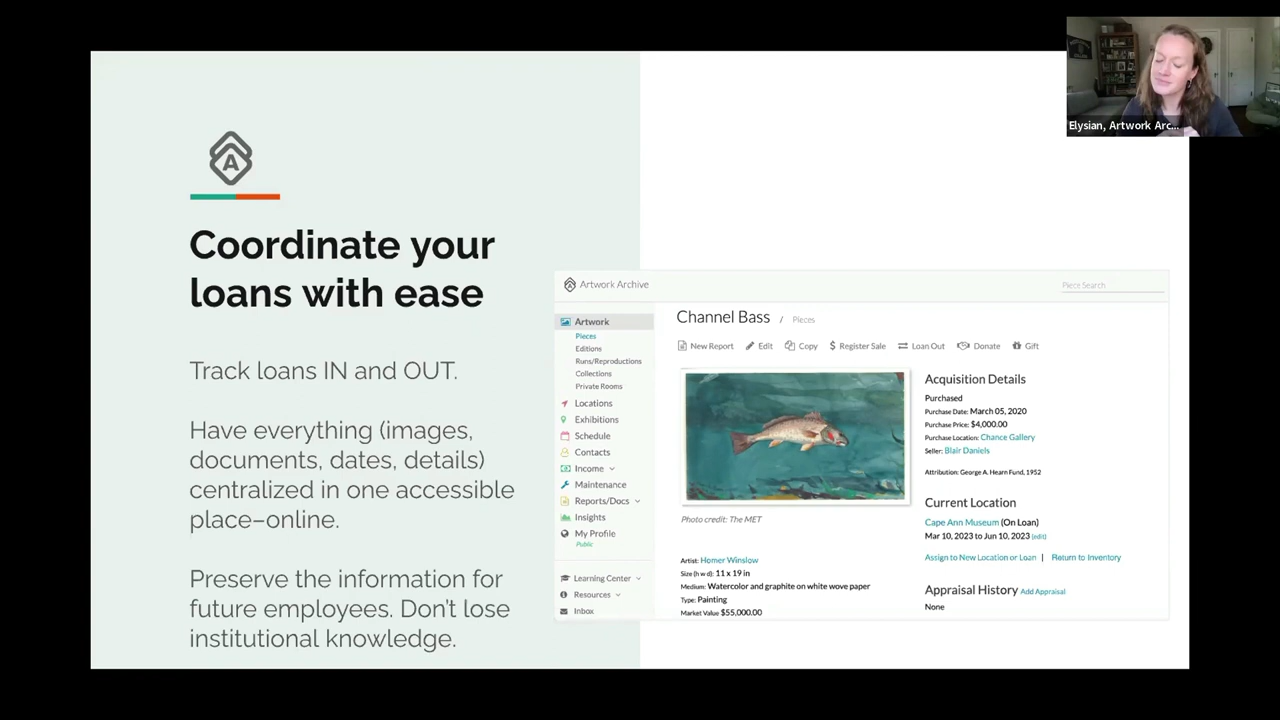 Elysian, Artwork Arc...
A
Coordinate your
loans with ease
Track loans IN and OUT.
Have everything (images,
documents, dates, details)
centralized in one accessible
place–online.
Preserve the information for
future employees. Don't lose
institutional knowledge.
Artwork Archive
Piece Search
Artwork
Pieces
Editions
Runs/Reproductions
Collections
Private Rooms
Locations
Exhibitions
Schedule
Contacts
Income
Maintenance
Reports/Docs
Insights
My Profile
Public
Learning Center
Resources
Inbox
Channel Bass / Pieces
New Report Edit Copy $ Register Sale Loan Out Donate Gift
Photo credit: The MET
Artist: Homer Winslow
Size (h w d): 11 x 19 in
Medium: Watercolor and graphite on white wove paper
Type: Painting
Market Value $55,000.00
Acquisition Details
Purchased
Purchase Date: March 05, 2020
Purchase Price: $4,000.00
Purchase Location: Chance Gallery
Seller: Blair Daniels
Attribution: George A. Hearn Fund, 1952
Current Location
Cape Ann Museum (On Loan)
Mar 10, 2023 to Jun 10, 2023 (edit)
Assign to New Location or Loan | Return to Inventory
Appraisal History Add Appraisal
None